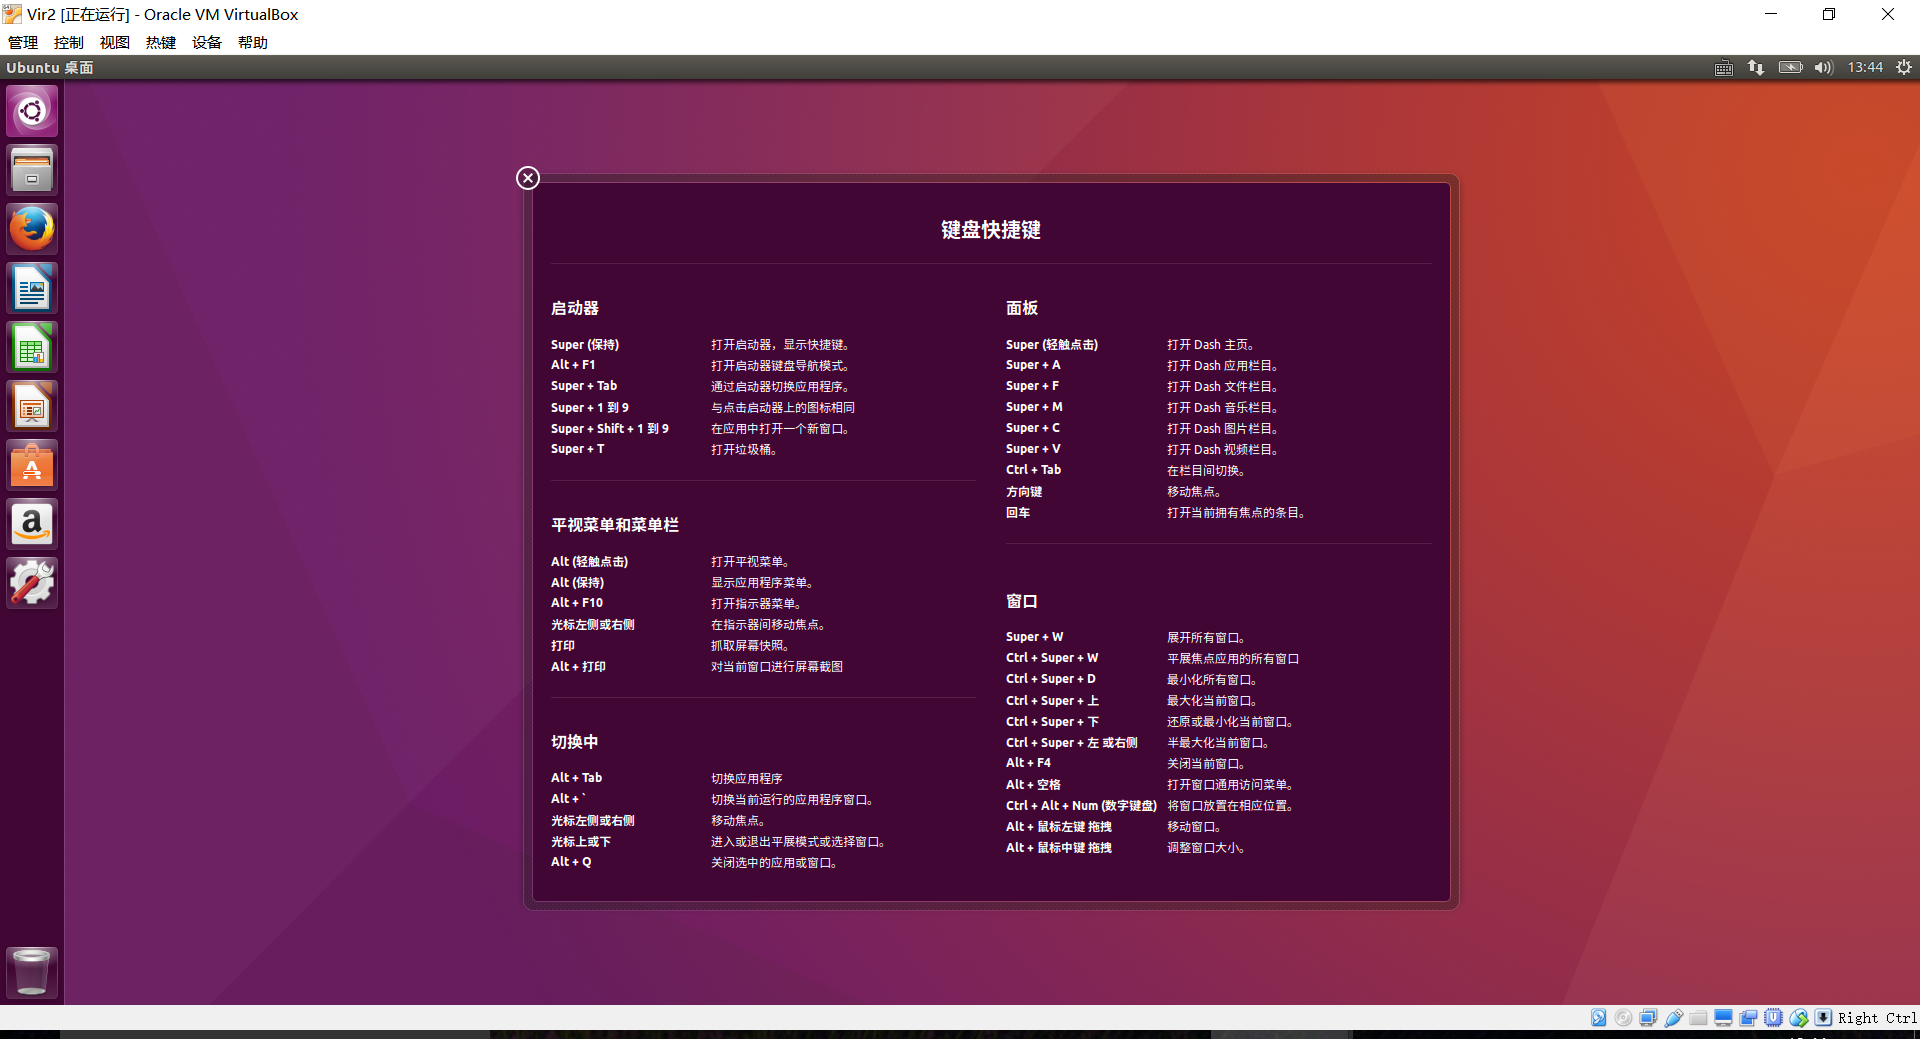 Vir2 [正在运行] - Oracle VM VirtualBox
管理 控制 视图 热键 设备 帮助
Ubuntu 桌面
13:44
键盘快捷键
启动器
Super (保持) 打开启动器，显示快捷键。
Alt + F1 打开启动器键盘导航模式。
Super + Tab 通过启动器切换应用程序。
Super + 1 到 9 与点击启动器上的图标相同
Super + Shift + 1 到 9 在应用中打开一个新窗口。
Super + T 打开垃圾桶。
平视菜单和菜单栏
Alt (轻触点击) 打开平视菜单。
Alt (保持) 显示应用程序菜单。
Alt + F10 打开指示器菜单。
光标左侧或右侧 在指示器间移动焦点。
打印 抓取屏幕快照。
Alt + 打印 对当前窗口进行屏幕截图
切换中
Alt + Tab 切换应用程序
Alt + ` 切换当前运行的应用程序窗口。
光标左侧或右侧 移动焦点。
光标上或下 进入或退出平展模式或选择窗口。
Alt + Q 关闭选中的应用或窗口。
面板
Super (轻触点击) 打开 Dash 主页。
Super + A 打开 Dash 应用栏目。
Super + F 打开 Dash 文件栏目。
Super + M 打开 Dash 音乐栏目。
Super + C 打开 Dash 图片栏目。
Super + V 打开 Dash 视频栏目。
Ctrl + Tab 在栏目间切换。
方向键 移动焦点。
回车 打开当前拥有焦点的条目。
窗口
Super + W 展开所有窗口。
Ctrl + Super + W 平展焦点应用的所有窗口
Ctrl + Super + D 最小化所有窗口。
Ctrl + Super + 上 最大化当前窗口。
Ctrl + Super + 下 还原或最小化当前窗口。
Ctrl + Super + 左 或右侧 半最大化当前窗口。
Alt + F4 关闭当前窗口。
Alt + 空格 打开窗口通用访问菜单。
Ctrl + Alt + Num (数字键盘) 将窗口放置在相应位置。
Alt + 鼠标左键 拖拽 移动窗口。
Alt + 鼠标中键 拖拽 调整窗口大小。
Right Ctrl